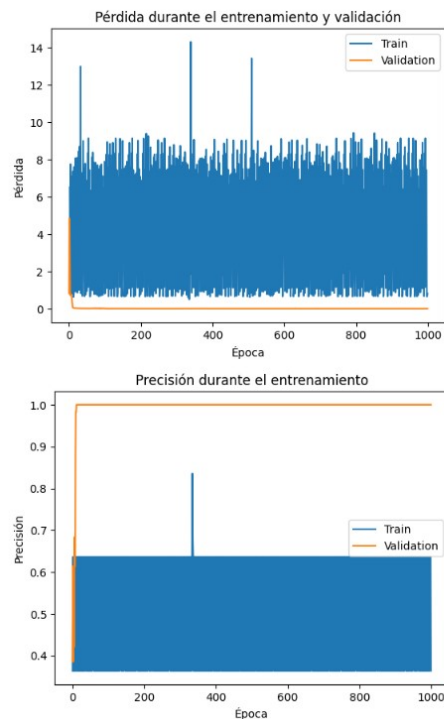 Pérdida durante el entrenamiento y validación
14
12
10
8
6
4
2
0
Pérdida
Train
Validation
0 200 400 600 800 1000
Época
Precisión durante el entrenamiento
1.0
0.9
0.8
0.7
0.6
0.5
0.4
Precisión
Train
Validation
0 200 400 600 800 1000
Época